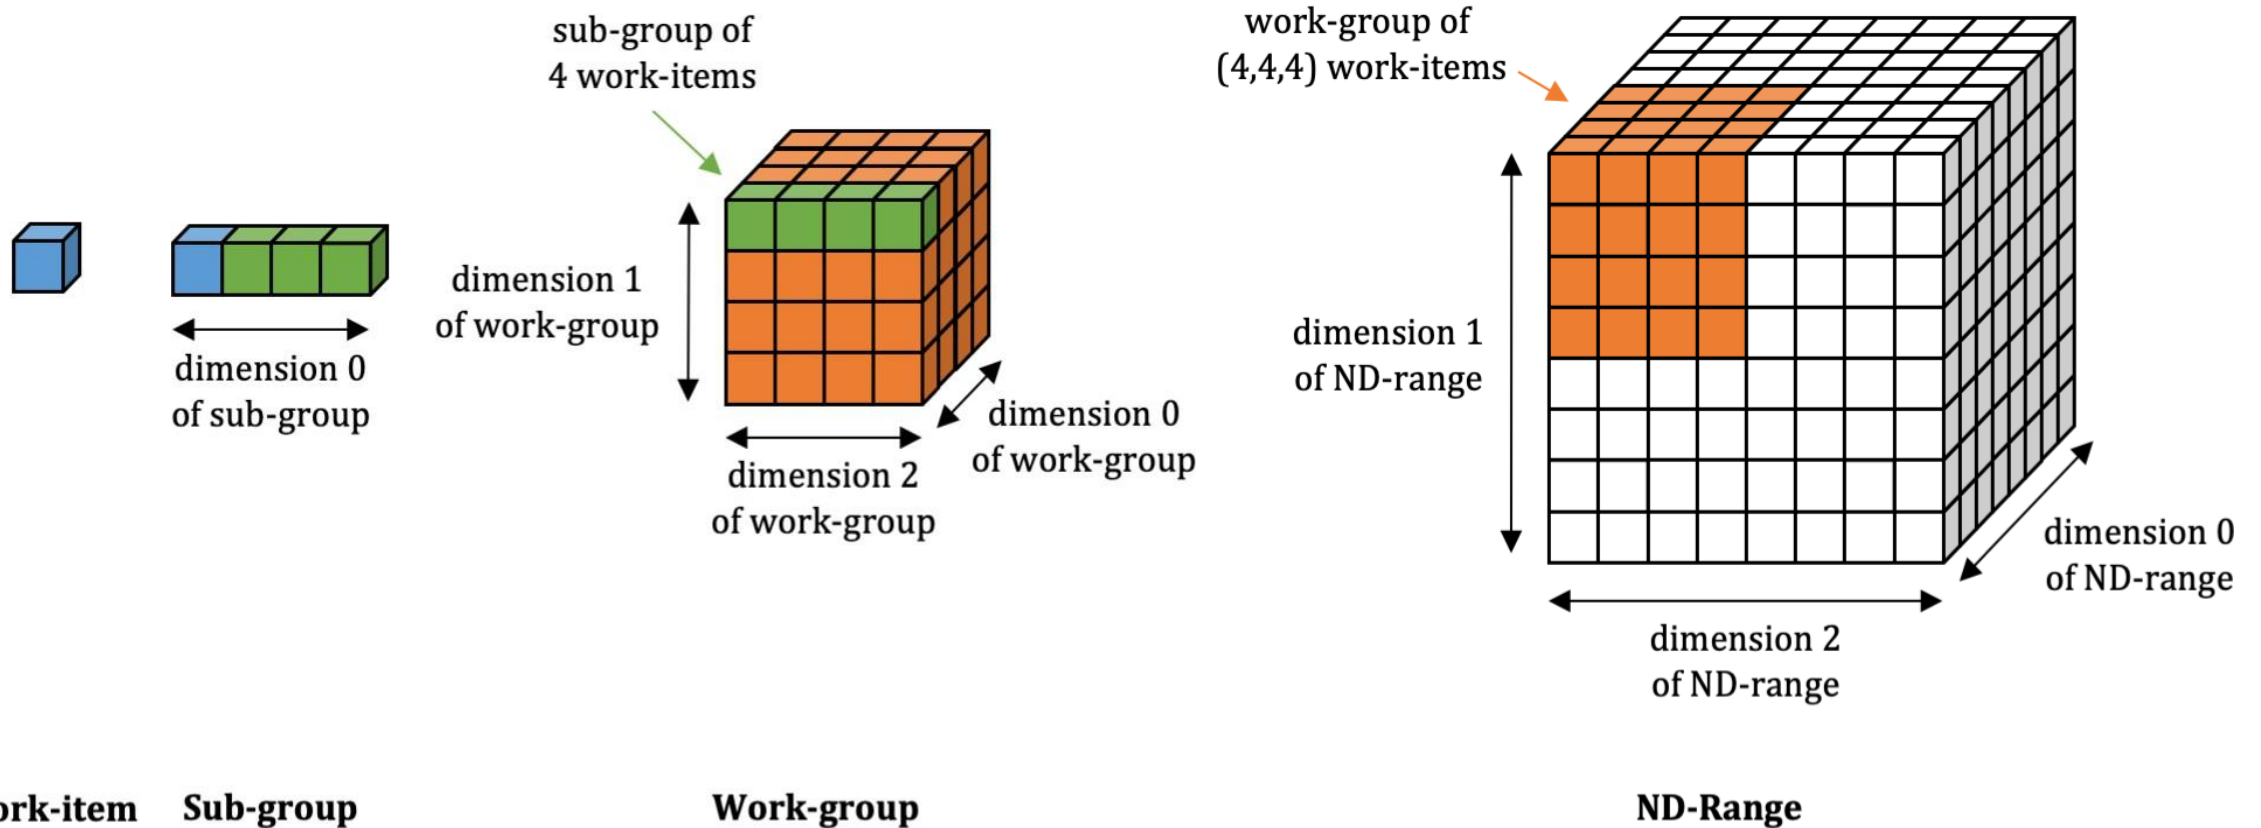 sub-group of
4 work-items
work-group of
(4,4,4) work-items
dimension 0
of sub-group
dimension 1
of work-group
dimension 2
of work-group
dimension 0
of work-group
dimension 1
of ND-range
dimension 2
of ND-range
dimension 0
of ND-range
ork-item
Sub-group
Work-group
ND-Range